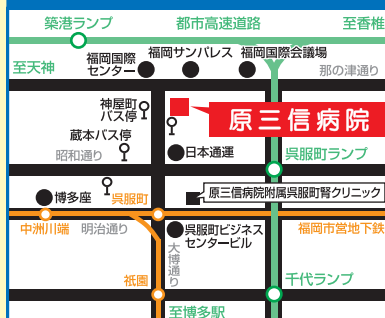 築港ランプ
都市高速道路
至香椎
福岡国際
センター
福岡サンパレス
福岡国際会議場
至天神
那の津通り
神屋町
バス停
原三信病院
蔵本バス停
昭和通り
日本通運
呉服町ランプ
博多座
呉服町
原三信病院附属呉服町腎クリニック
中洲川端
明治通り
呉服町ビジネス
センタービル
福岡市営地下鉄
大博通り
祇園
千代ランプ
至博多駅